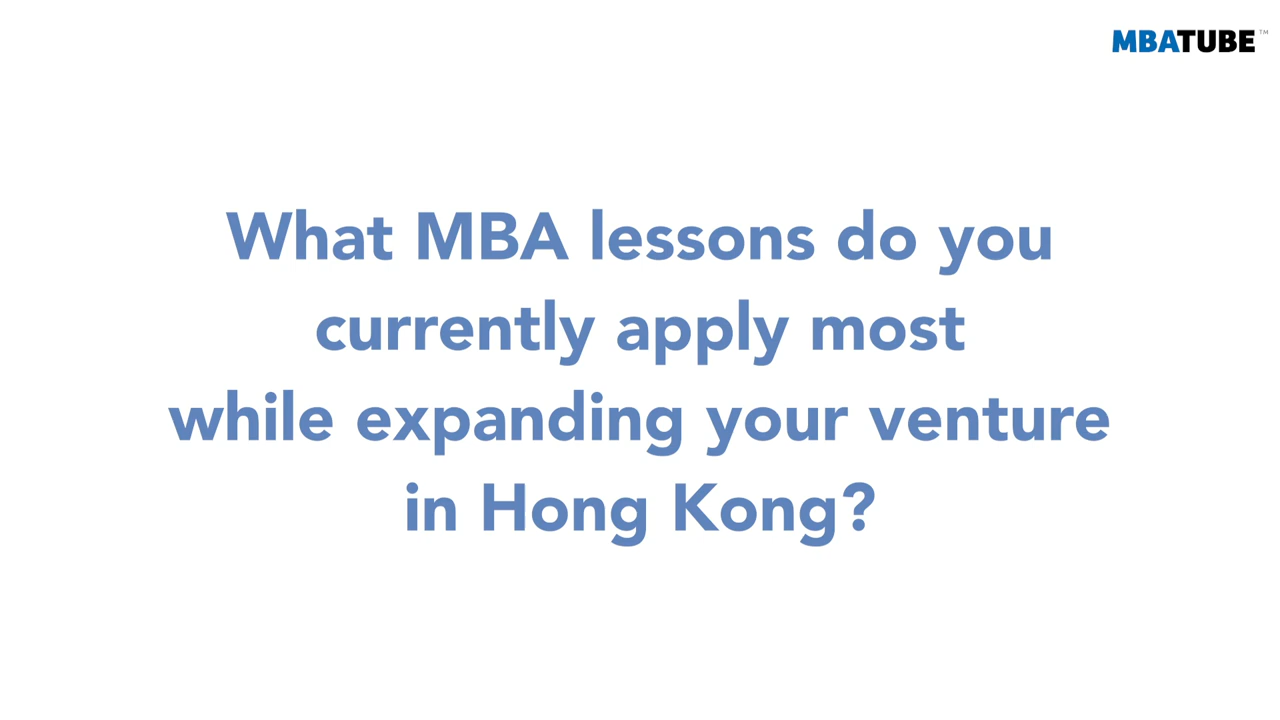 MBATUBE™
What MBA lessons do you
currently apply most
while expanding your venture
in Hong Kong?